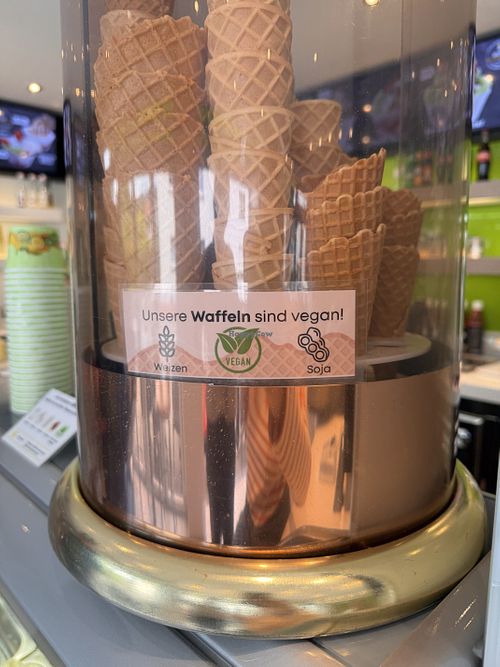 Unsere Waffeln sind vegan!
VEGAN
Weizen
Soja